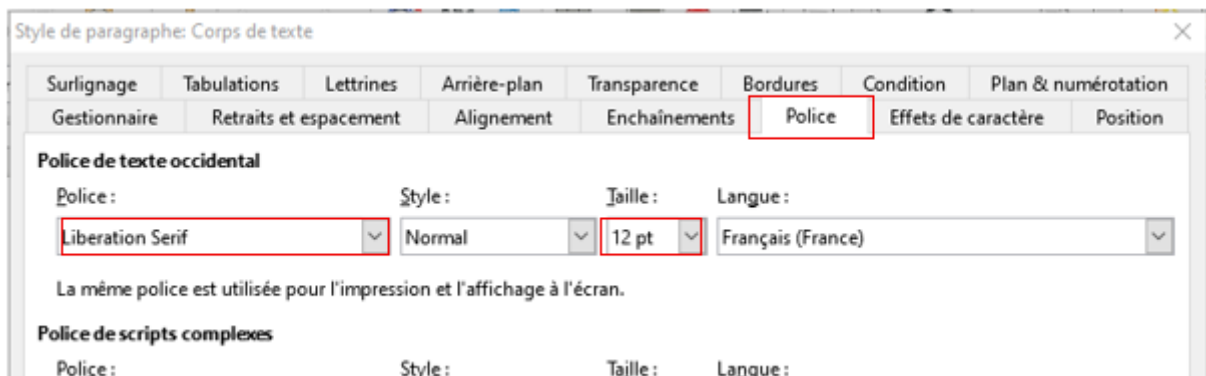 Style de paragraphe: Corps de texte
Surlignage Tabulations Lettrines Arrière-plan Transparence Bordures Condition Plan & numérotation
Gestionnaire Retraits et espacement Alignement Enchaînements Police Effets de caractère Position
Police de texte occidental
Police : Style : Taille : Langue :
Liberation Serif Normal 12 pt Français (France)
La même police est utilisée pour l'impression et l'affichage à l'écran.
Police de scripts complexes
Police : Style : Taille : Langue :